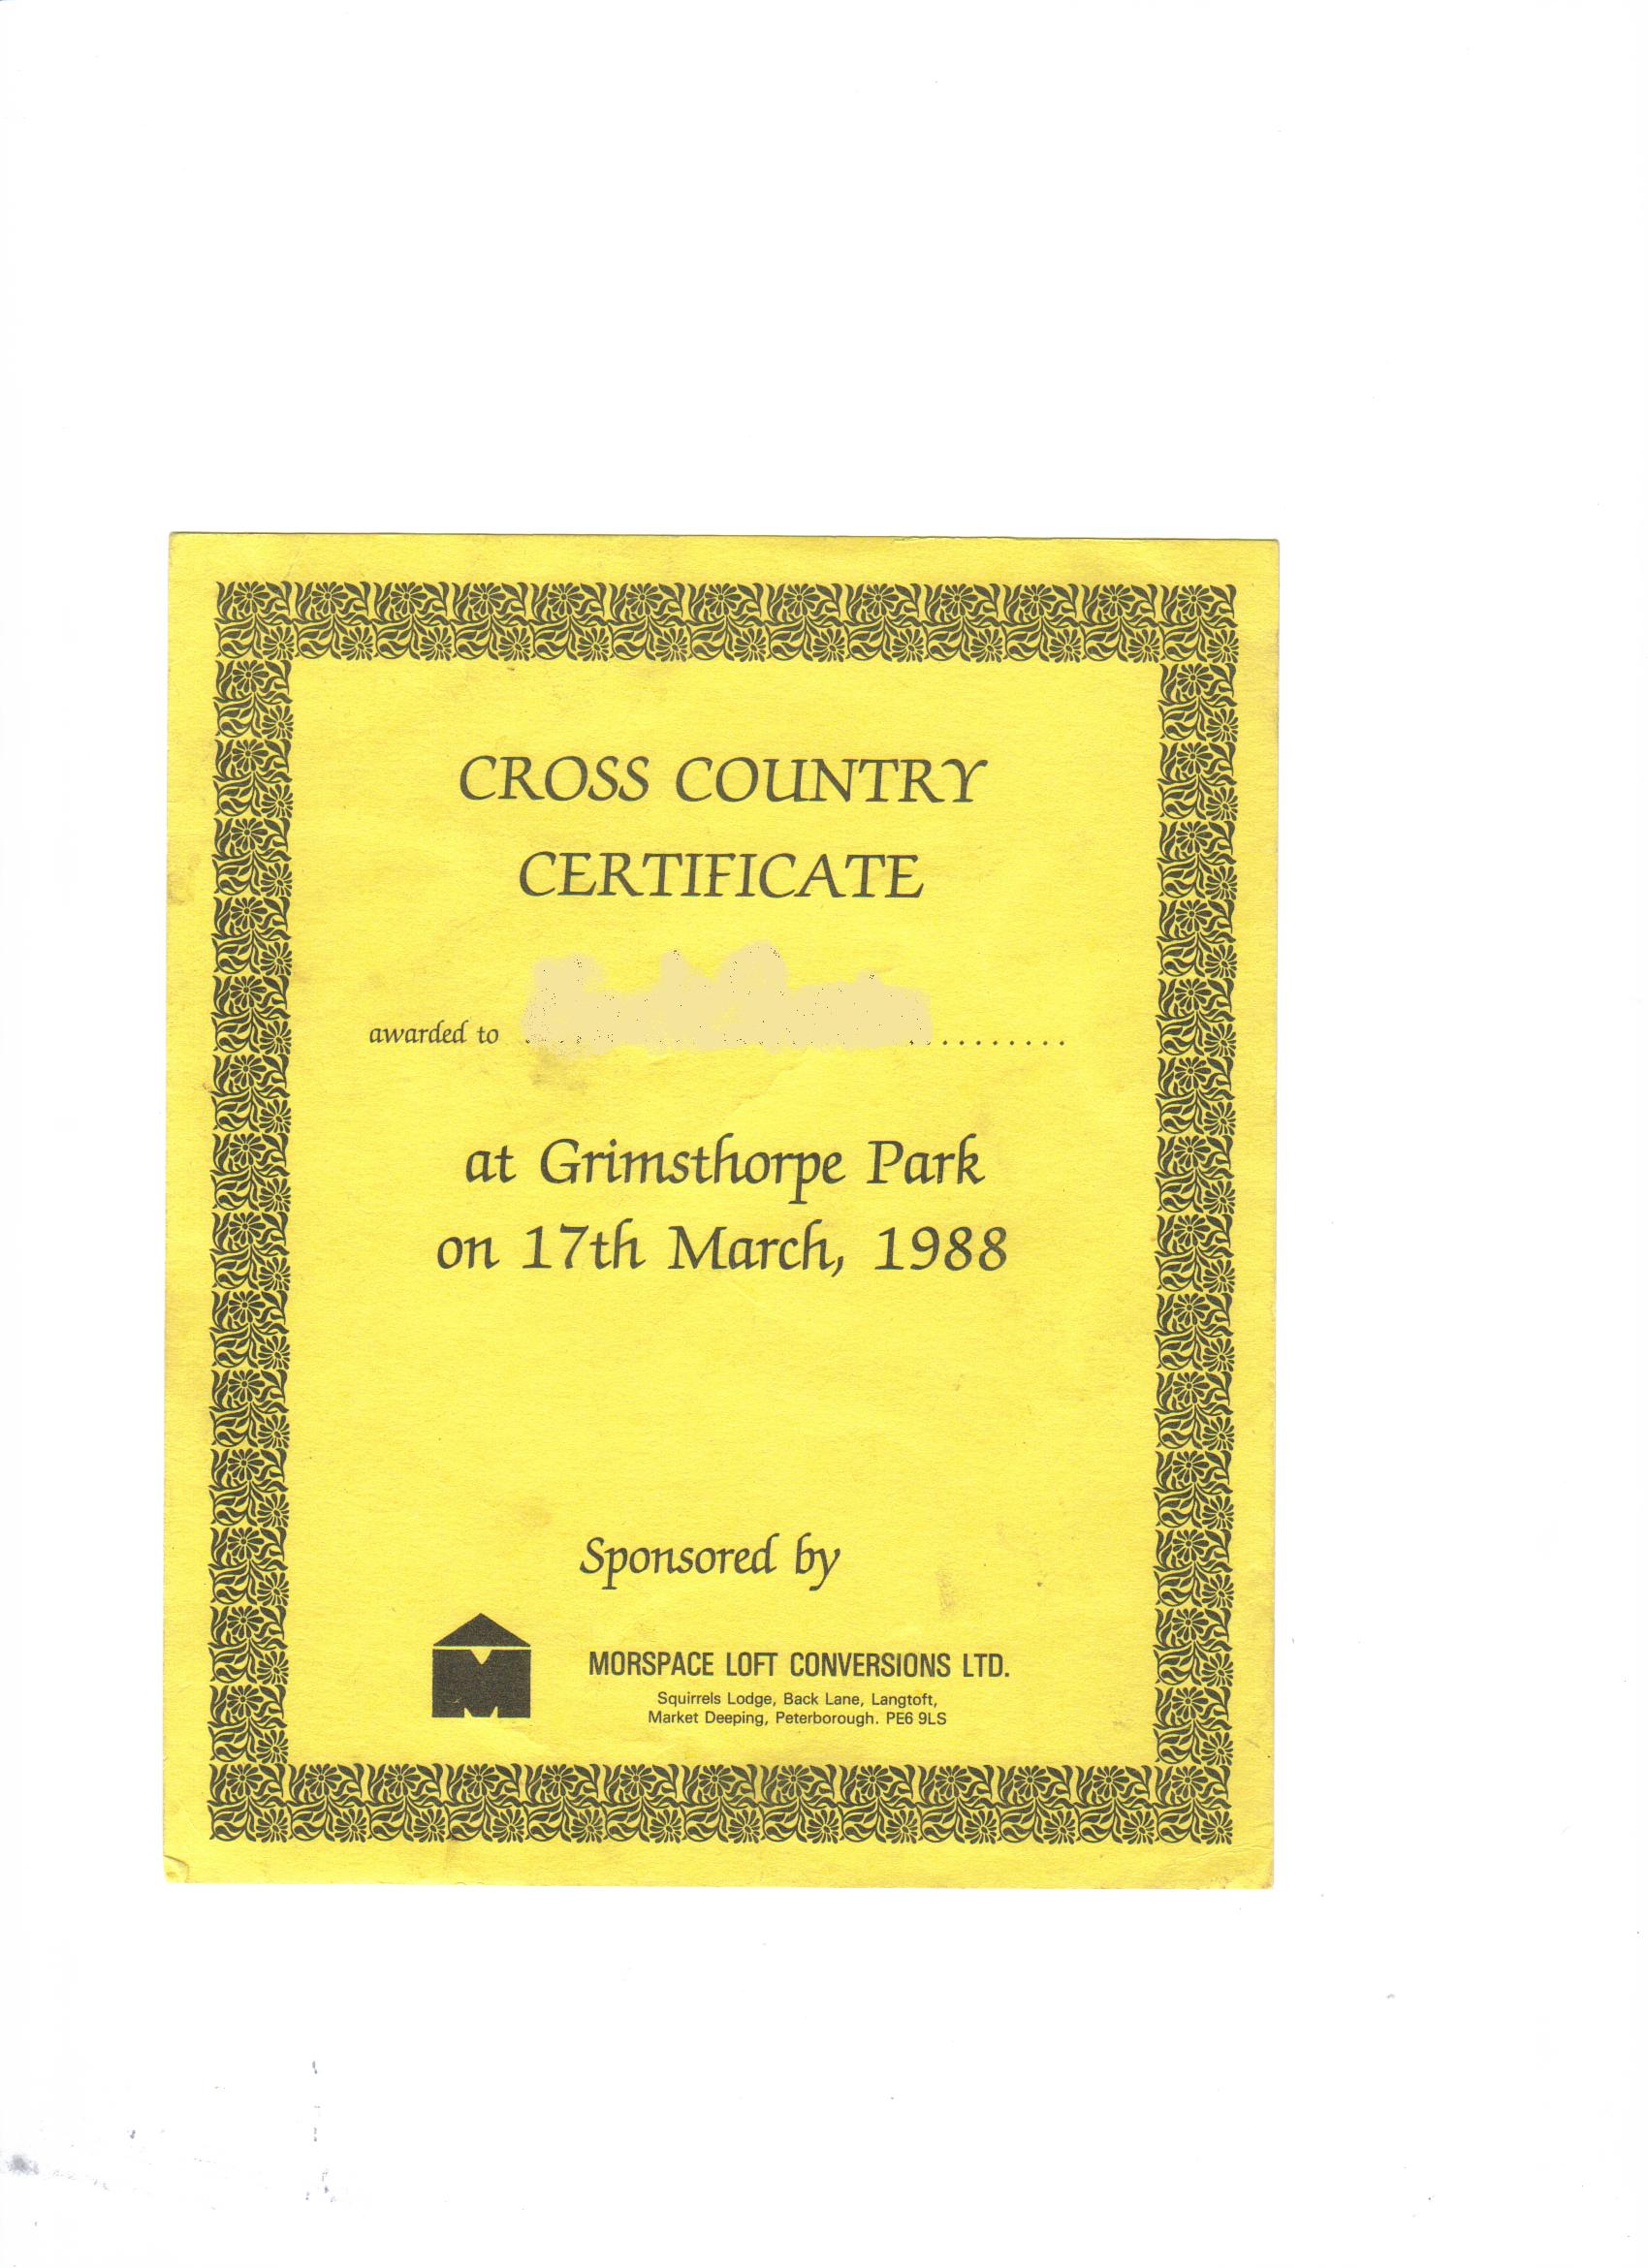 CROSS COUNTRY
CERTIFICATE
awarded to ..............
at Grimsthorpe Park
on 17th March, 1988
Sponsored by
M
MORSPACE LOFT CONVERSIONS LTD.
Squirrels Lodge, Back Lane, Langtoft,
Market Deeping, Peterborough. PE6 9LS